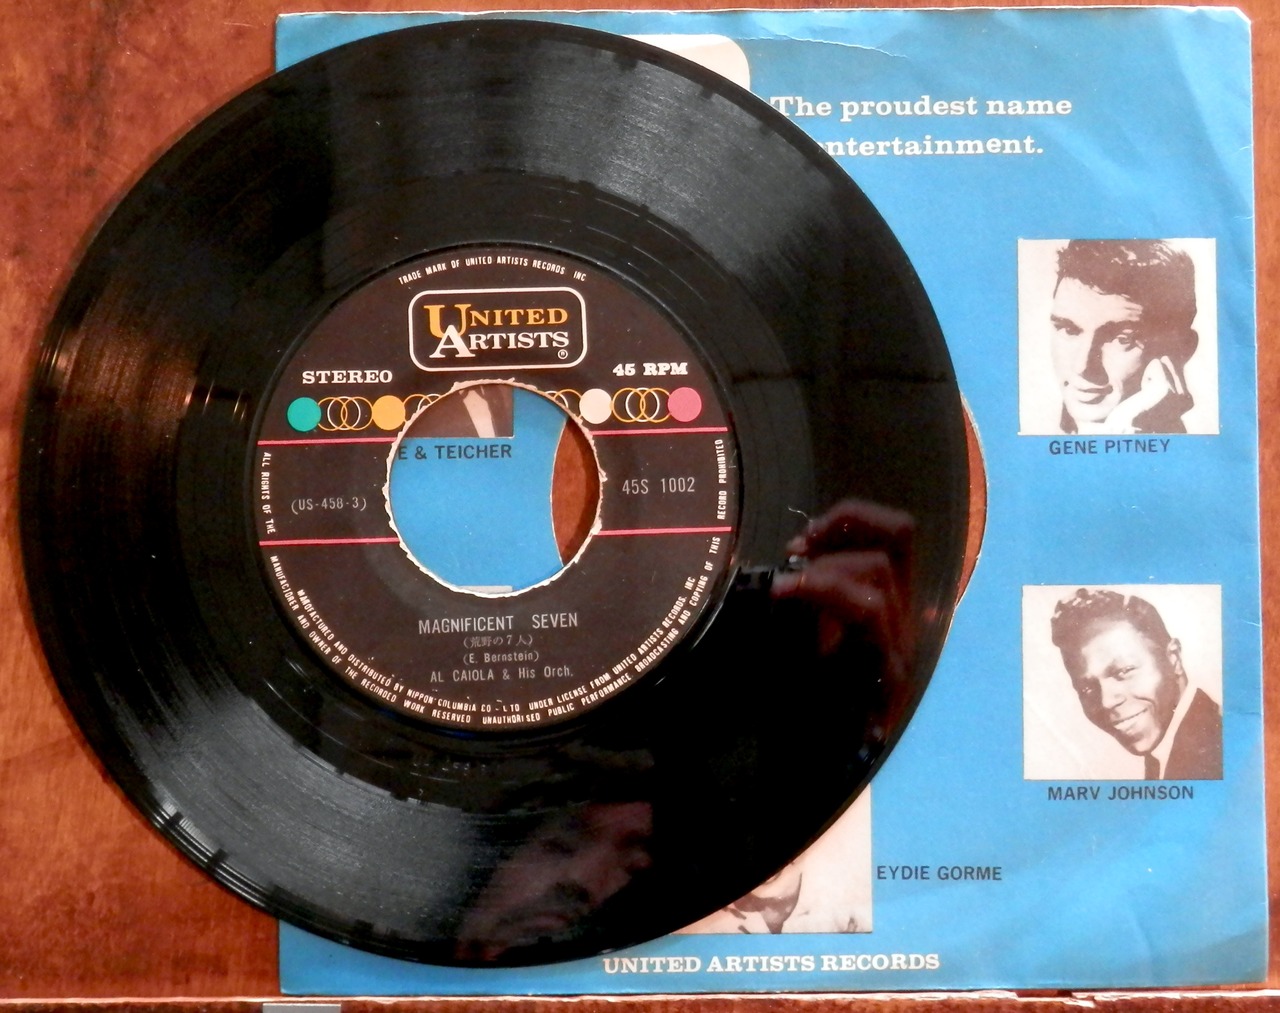 The proudest name
ntertainment.
GENE PITNEY
MARV JOHNSON
EYDIE GORME
UNITED ARTISTS RECORDS
TRADE MARK OF UNITED ARTISTS RECORDS INC
UNITED
ARTISTS
®
STEREO
45 RPM
E & TEICHER
(US-458-3)
45S 1002
MAGNIFICENT SEVEN
(荒野の7人)
(E. Bernstein)
AL CAIOLA & His Orch.
MANUFACTURED AND DISTRIBUTED BY NIPPON COLUMBIA CO., LTD UNDER LICENSE FROM UNITED ARTISTS RECORDS, INC
ALL RIGHTS OF THE MANUFACTURER AND OWNER OF THE RECORDED WORK RESERVED UNAUTHORISED PUBLIC PERFORMANCE BROADCASTING AND COPYING OF THIS RECORD PROHIBITED